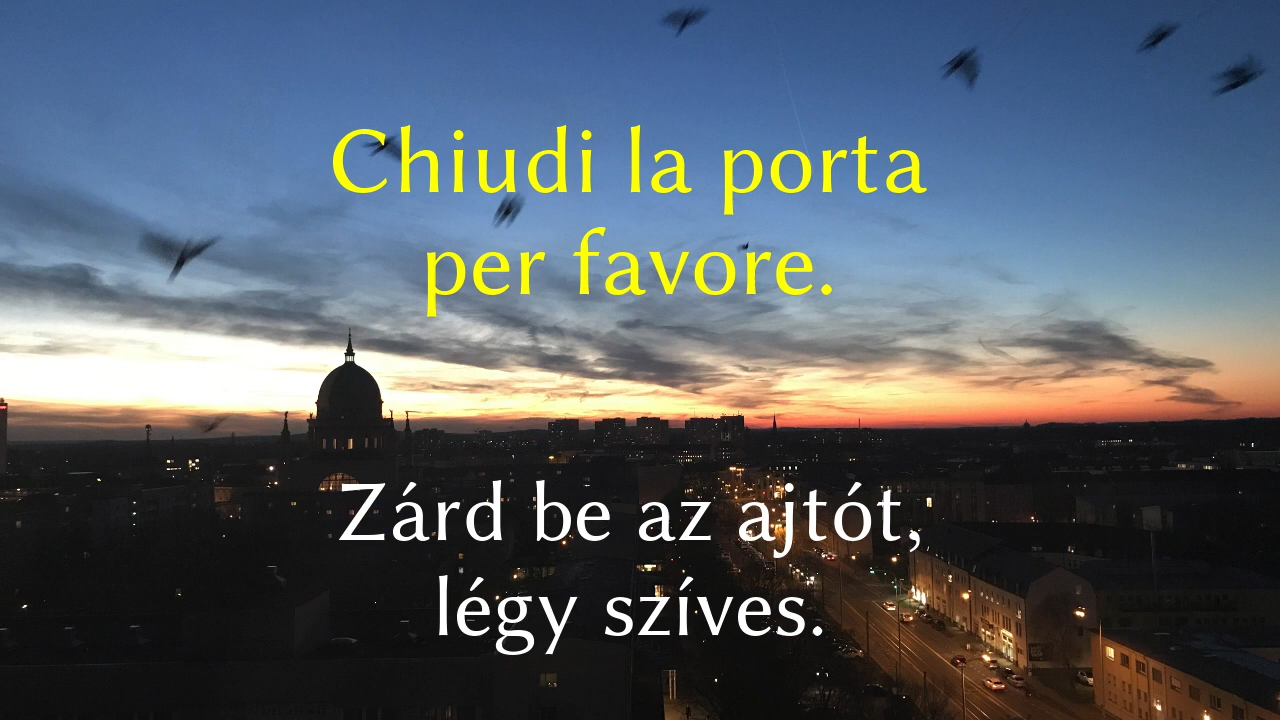 Chiudi la porta
per favore.
Zárd be az ajtót,
légy szíves.